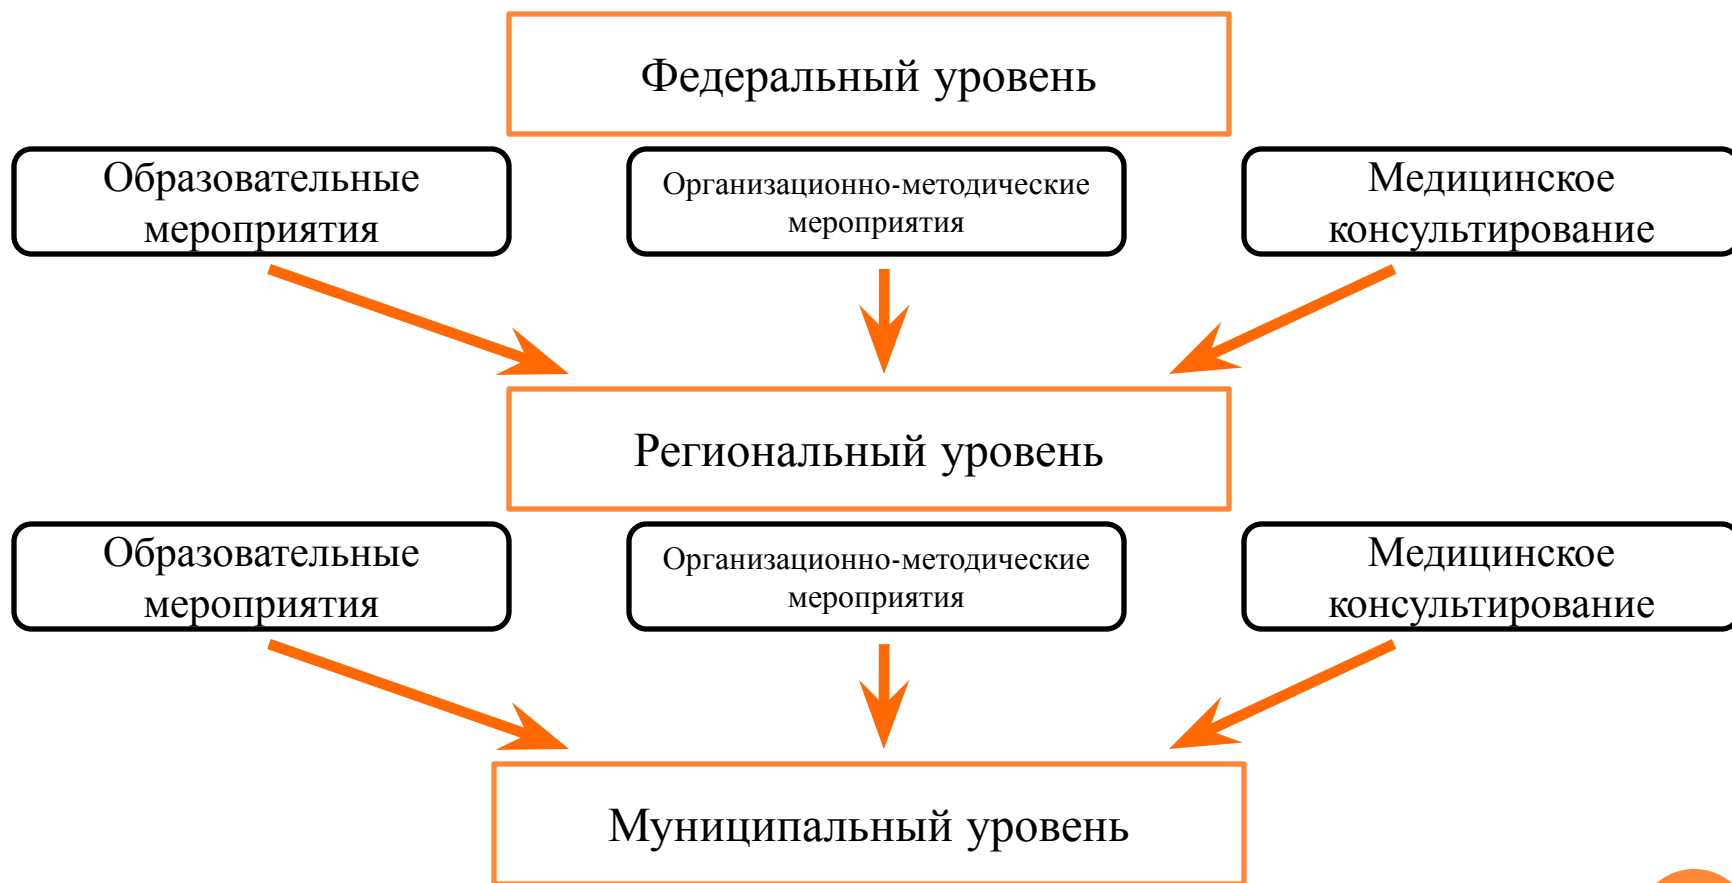 Федеральный уровень
Образовательные
мероприятия
Организационно-методические
мероприятия
Медицинское
консультирование
Региональный уровень
Образовательные
мероприятия
Организационно-методические
мероприятия
Медицинское
консультирование
Муниципальный уровень